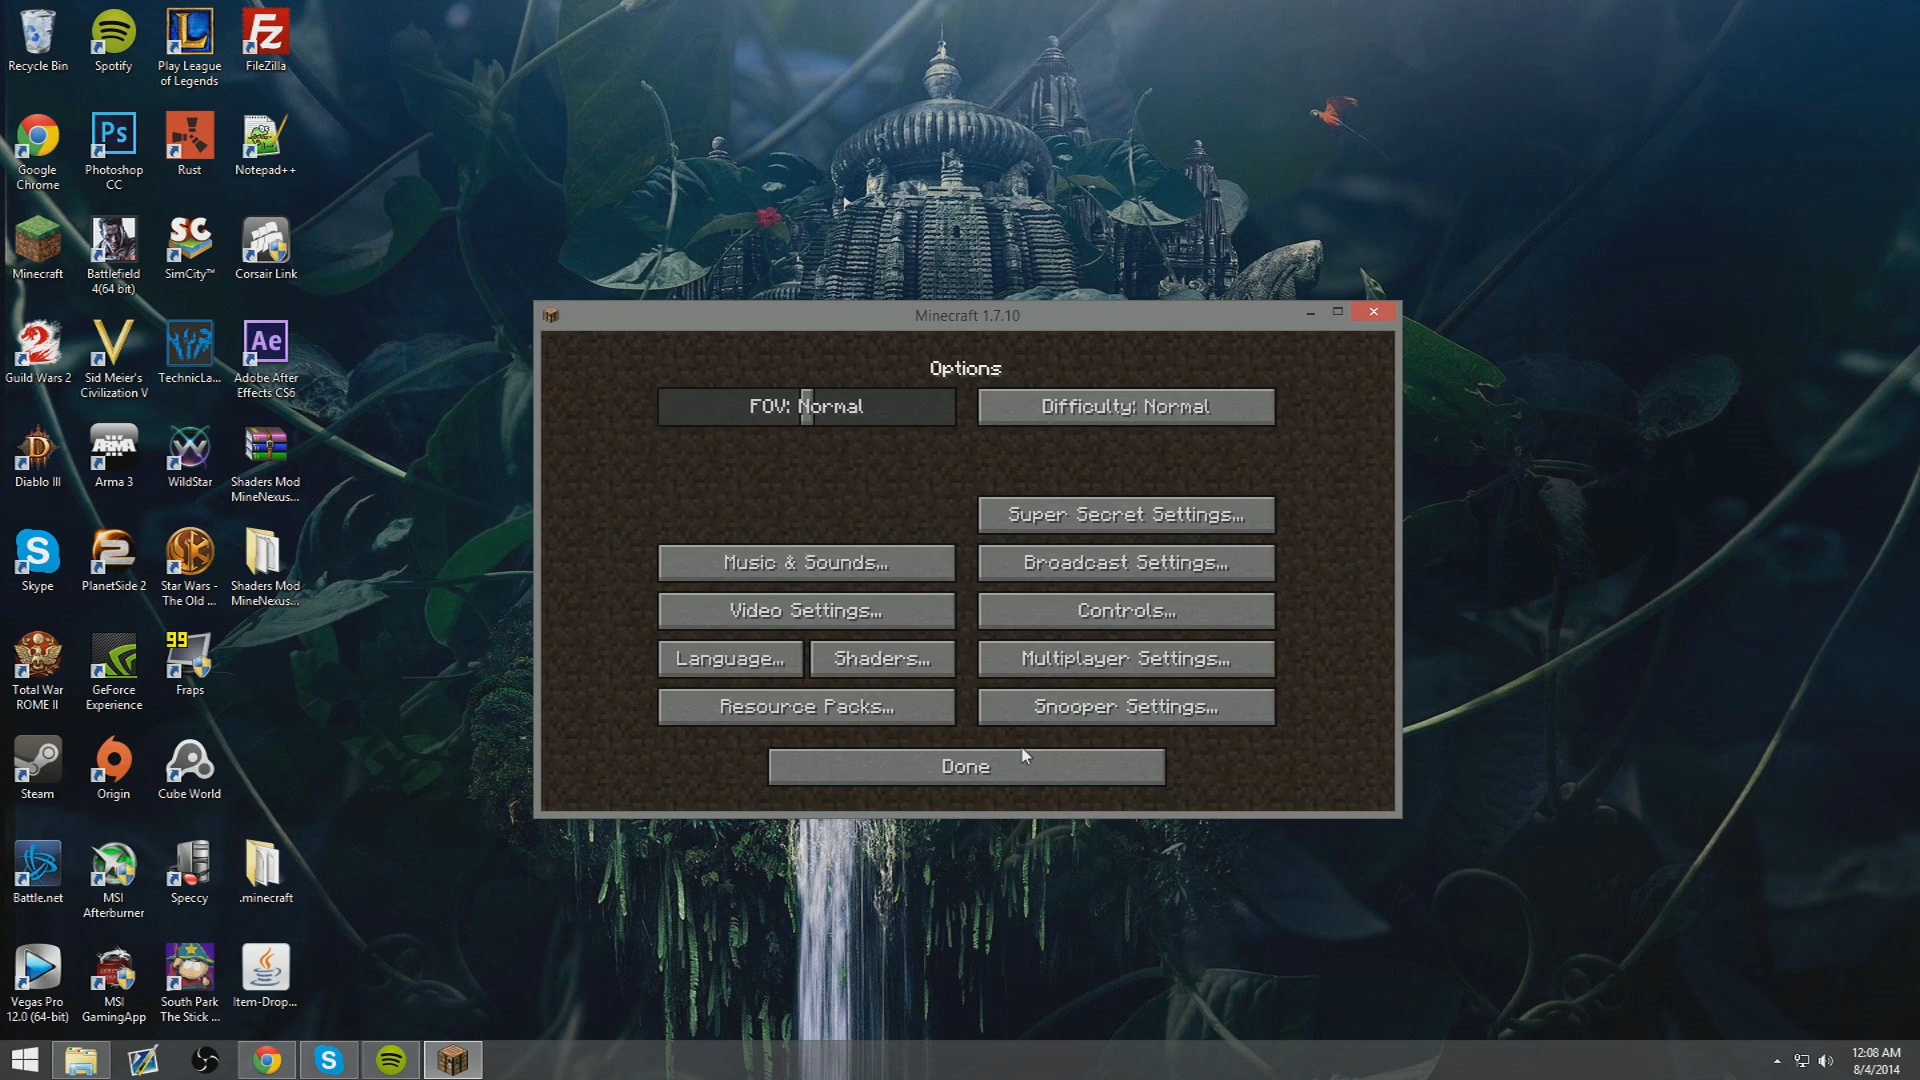 Recycle Bin
Spotify
Play League
of Legends
FileZilla
Google
Chrome
Photoshop
CC
Rust
Notepad++
Minecraft
Battlefield
4(64 bit)
SimCity™
Corsair Link
Guild Wars 2
Sid Meier's
Civilization V
TechnicLa...
Adobe After
Effects CS6
Diablo III
Arma 3
WildStar
Shaders Mod
MineNexus...
Skype
PlanetSide 2
Star Wars -
The Old ...
Shaders Mod
MineNexus...
Total War
ROME II
GeForce
Experience
99
Fraps
Steam
Origin
Cube World
Battle.net
MSI
Afterburner
Speccy
.minecraft
Vegas Pro
12.0 (64-bit)
MSI
GamingApp
South Park
The Stick ...
Item-Drop...
Fz
Ps
SC
Ae
ARMA
Minecraft 1.7.10
Options
FOV: Normal
Difficulty: Normal
Super Secret Settings...
Music & Sounds...
Broadcast Settings...
Video Settings...
Controls...
Language...
Shaders...
Multiplayer Settings...
Resource Packs...
Snooper Settings...
Done
12:08 AM
8/4/2014